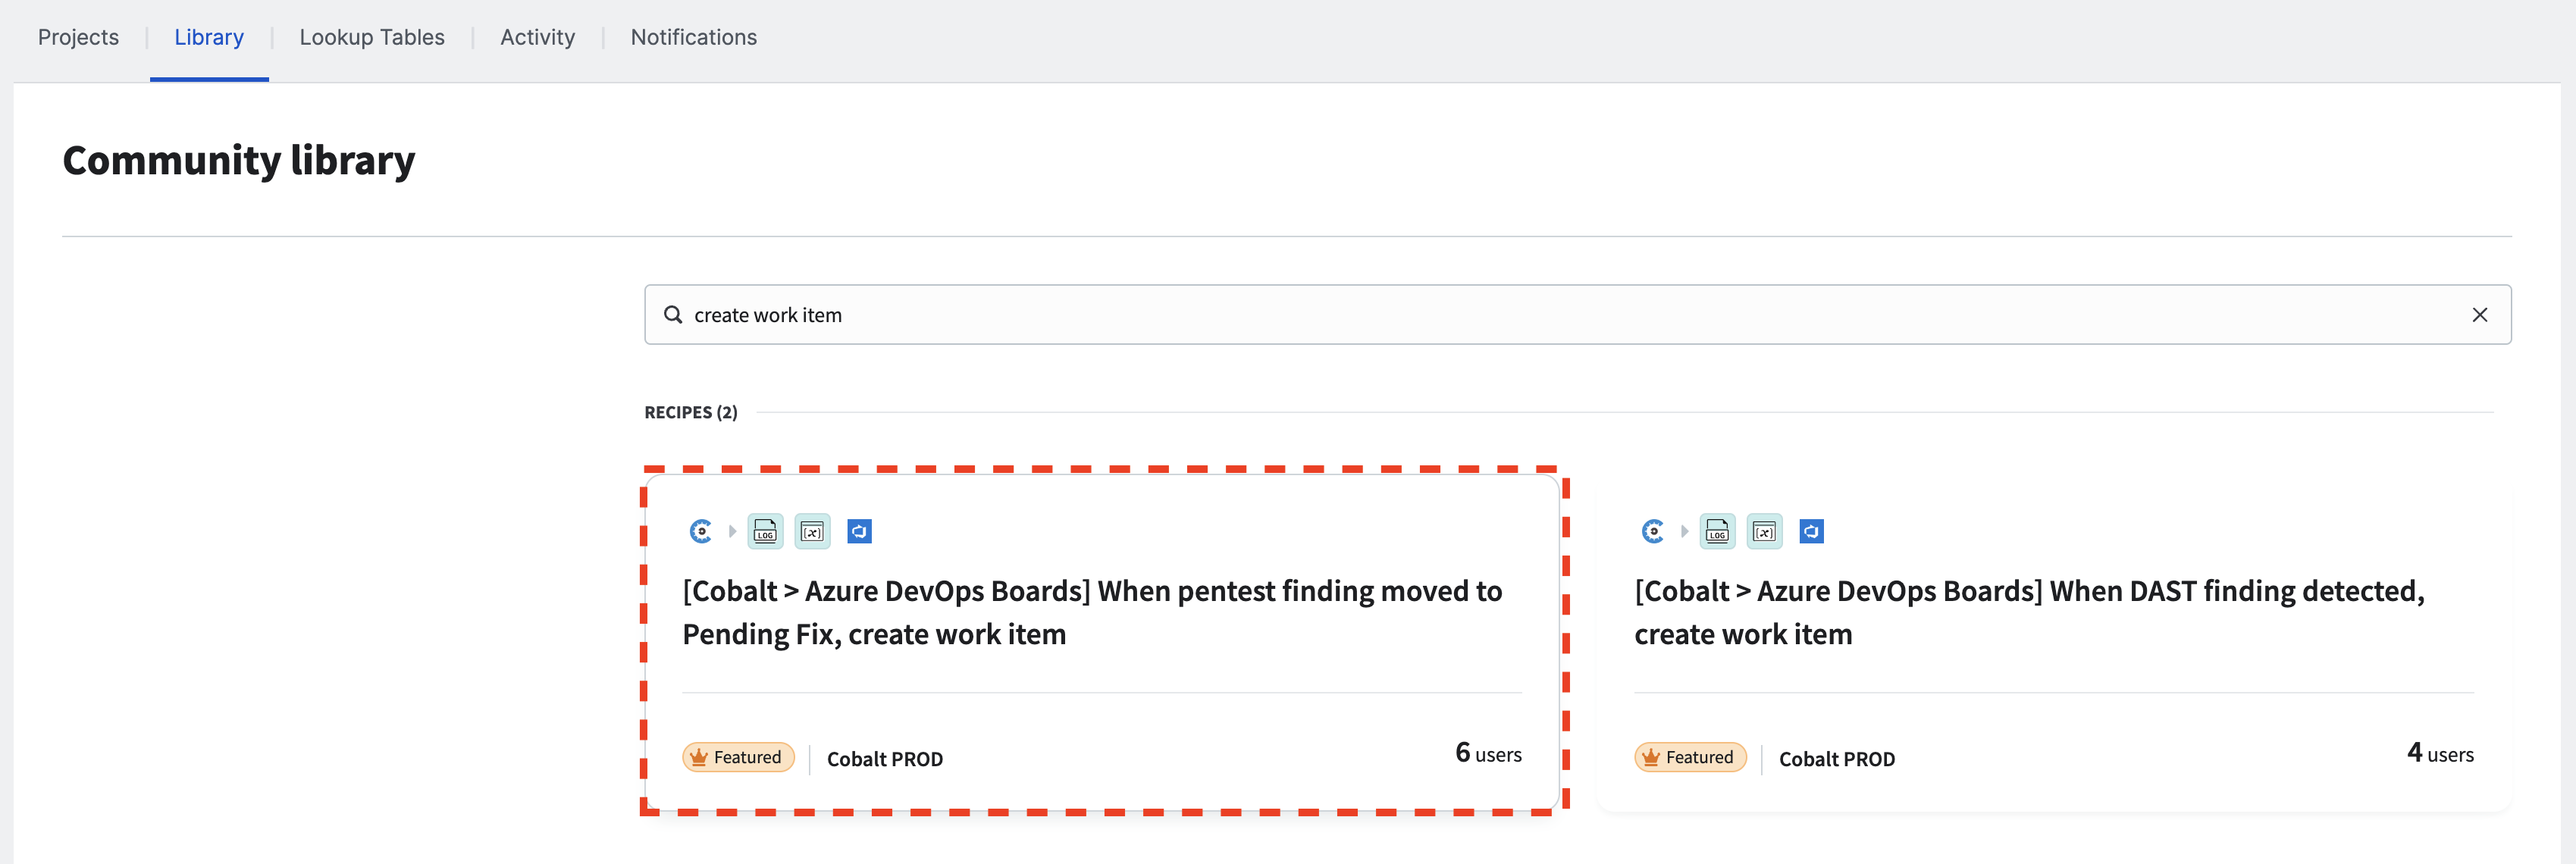 Projects
Library
Lookup Tables
Activity
Notifications
Community library
create work item
RECIPES (2)
LOG
[x]
[Cobalt > Azure DevOps Boards] When pentest finding moved to
Pending Fix, create work item
Featured
Cobalt PROD
6 users
LOG
[x]
[Cobalt > Azure DevOps Boards] When DAST finding detected,
create work item
Featured
Cobalt PROD
4 users